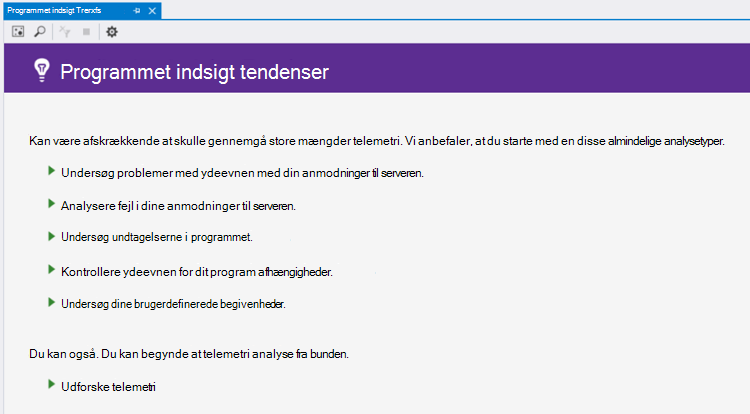 Programmet indsigt Trerxfs
Programmet indsigt tendenser
Kan være afskrækkende at skulle gennemgå store mængder telemetri. Vi anbefaler, at du starte med en disse almindelige analysetyper.
Undersøg problemer med ydeevnen med din anmodninger til serveren.
Analysere fejl i dine anmodninger til serveren.
Undersøg undtagelserne i programmet.
Kontrollere ydeevnen for dit program afhængigheder.
Undersøg dine brugerdefinerede begivenheder.
Du kan også. Du kan begynde at telemetri analyse fra bunden.
Udforske telemetri